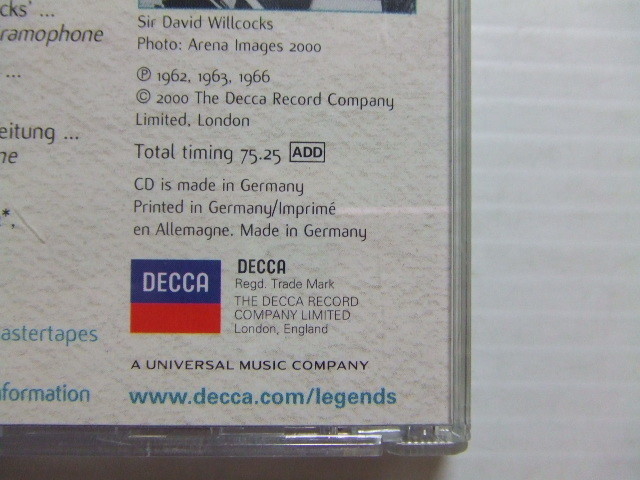 cks' ...
ramophone
...
eitung ...
ne
*,
astertapes
formation
Sir David Willcocks
Photo: Arena Images 2000
℗ 1962, 1963, 1966
© 2000 The Decca Record Company
Limited, London
Total timing 75.25 ADD
CD is made in Germany
Printed in Germany/Imprimé
en Allemagne. Made in Germany
DECCA
DECCA
Regd. Trade Mark
THE DECCA RECORD
COMPANY LIMITED
London, England
A UNIVERSAL MUSIC COMPANY
www.decca.com/legends